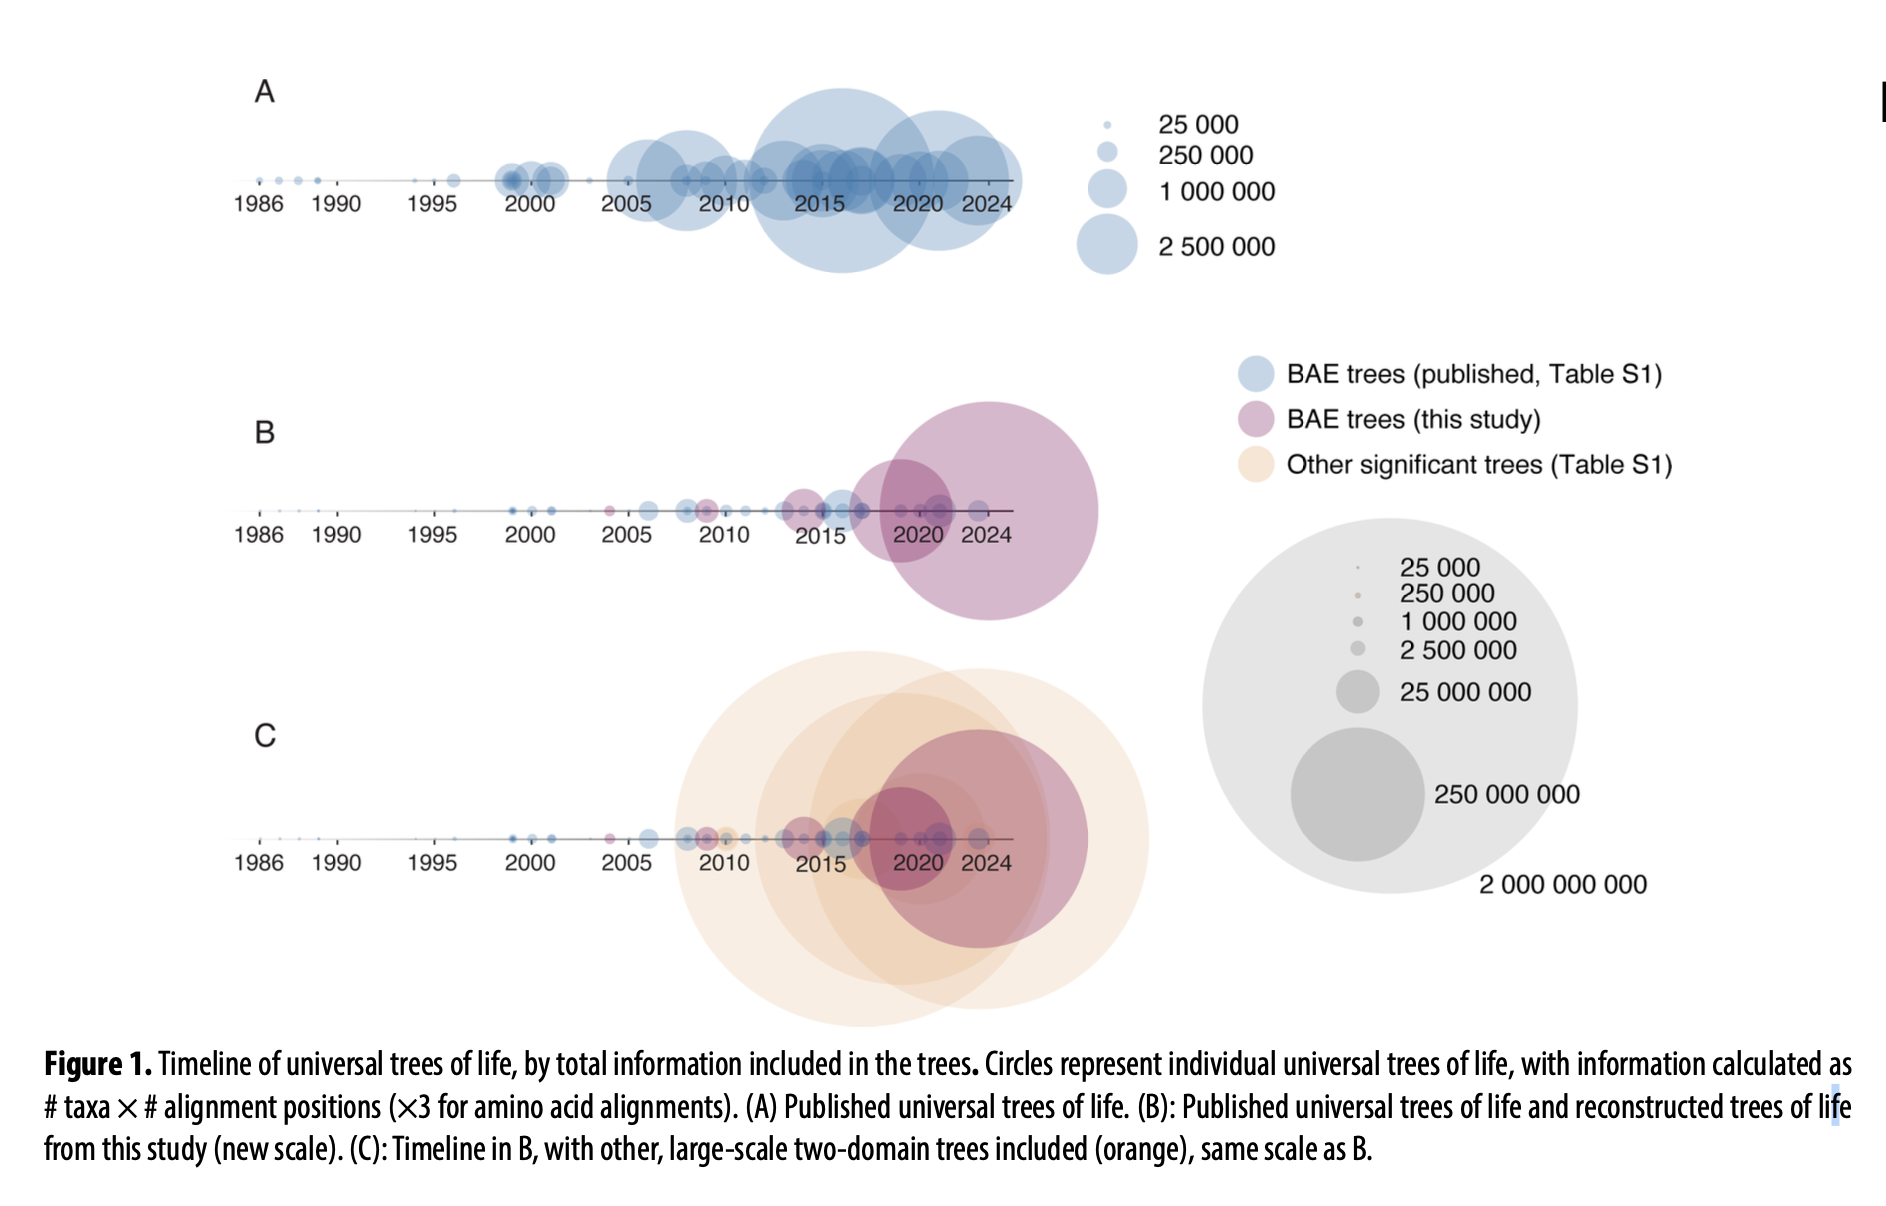 A
25 000
250 000
1 000 000
2 500 000
1986 1990 1995 2000 2005 2010 2015 2020 2024
BAE trees (published, Table S1)
BAE trees (this study)
Other significant trees (Table S1)
B
1986 1990 1995 2000 2005 2010 2015 2020 2024
25 000
250 000
1 000 000
2 500 000
25 000 000
250 000 000
2 000 000 000
C
1986 1990 1995 2000 2005 2010 2015 2020 2024
Figure 1. Timeline of universal trees of life, by total information included in the trees. Circles represent individual universal trees of life, with information calculated as
# taxa × # alignment positions (×3 for amino acid alignments). (A) Published universal trees of life. (B): Published universal trees of life and reconstructed trees of life
from this study (new scale). (C): Timeline in B, with other, large-scale two-domain trees included (orange), same scale as B.